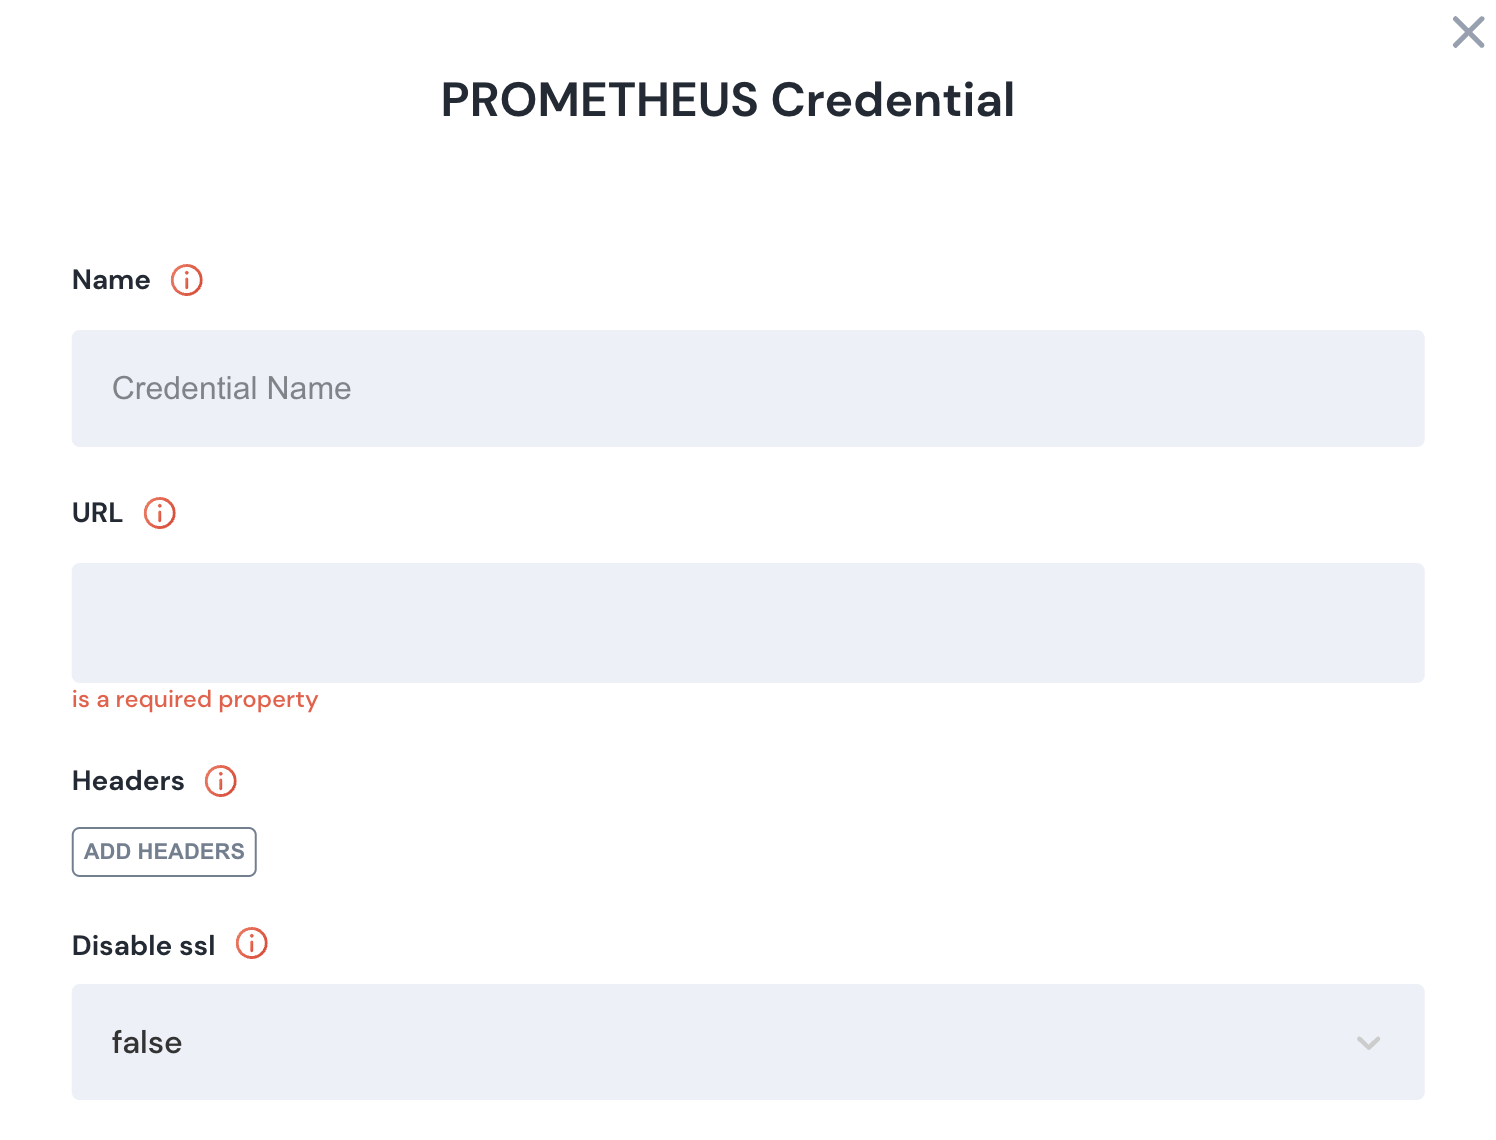 PROMETHEUS Credential
Name
Credential Name
URL
is a required property
Headers
ADD HEADERS
Disable ssl
false